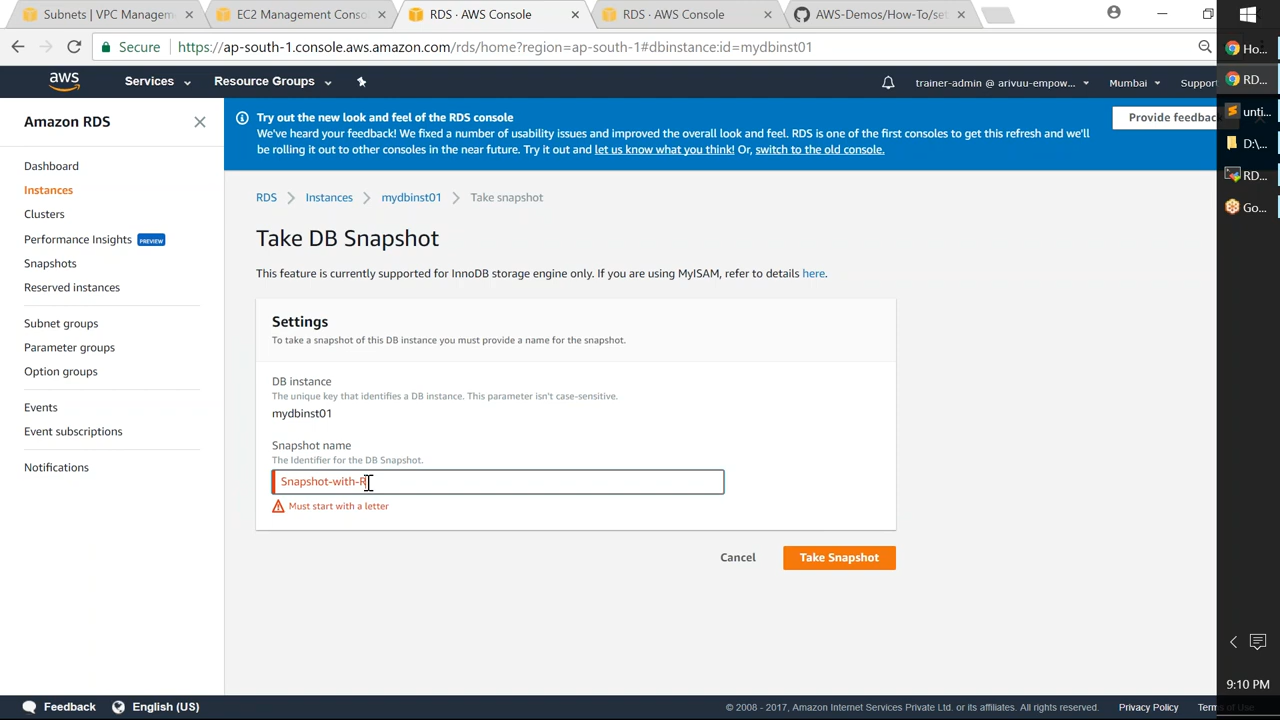 Subnets | VPC Managem
EC2 Management Conso
RDS · AWS Console
RDS · AWS Console
AWS-Demos/How-To/set
Secure
https://ap-south-1.console.aws.amazon.com/rds/home?region=ap-south-1#dbinstance:id=mydbinst01
aws
Services
Resource Groups
trainer-admin @ arivuu-empow...
Mumbai
Support
Ho...
RD...
unti...
D:\...
RD...
Go...
Amazon RDS
Try out the new look and feel of the RDS console
We've heard your feedback! We fixed a number of usability issues and improved the overall look and feel. RDS is one of the first consoles to get this refresh and we'll
be rolling it out to other consoles in the near future. Try it out and let us know what you think! Or, switch to the old console.
Provide feedbac
Dashboard
Instances
Clusters
Performance Insights PREVIEW
Snapshots
Reserved instances
Subnet groups
Parameter groups
Option groups
Events
Event subscriptions
Notifications
RDS
Instances
mydbinst01
Take snapshot
Take DB Snapshot
This feature is currently supported for InnoDB storage engine only. If you are using MyISAM, refer to details here.
Settings
To take a snapshot of this DB instance you must provide a name for the snapshot.
DB instance
The unique key that identifies a DB instance. This parameter isn't case-sensitive.
mydbinst01
Snapshot name
The Identifier for the DB Snapshot.
Snapshot-with-R
Must start with a letter
Cancel
Take Snapshot
9:10 PM
Feedback
English (US)
© 2008 - 2017, Amazon Internet Services Private Ltd. or its affiliates. All rights reserved.
Privacy Policy
Terms of Use